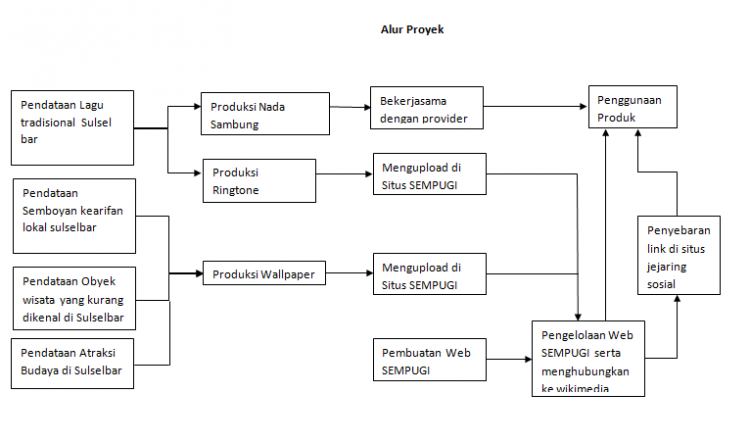 Alur Proyek
Pendataan Lagu
tradisional Sulsel
bar
Produksi Nada
Sambung
Bekerjasama
dengan provider
Penggunaan
Produk
Produksi
Ringtone
Mengupload di
Situs SEMPUGI
Pendataan
Semboyan kearifan
lokal sulselbar
Penyebaran
link di situs
jejaring
sosial
Pendataan Obyek
wisata yang kurang
dikenal di Sulselbar
Produksi Wallpaper
Mengupload di
Situs SEMPUGI
Pendataan Atraksi
Budaya di Sulselbar
Pembuatan Web
SEMPUGI
Pengelolaan Web
SEMPUGI serta
menghubungkan
ke wikimedia